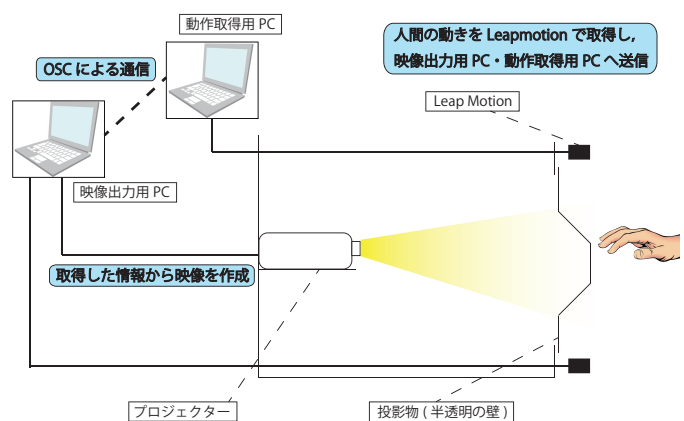 動作取得用 PC
人間の動きを Leapmotion で取得し,
映像出力用 PC・動作取得用 PC へ送信
OSC による通信
Leap Motion
映像出力用 PC
取得した情報から映像を作成
プロジェクター
投影物 ( 半透明の壁 )